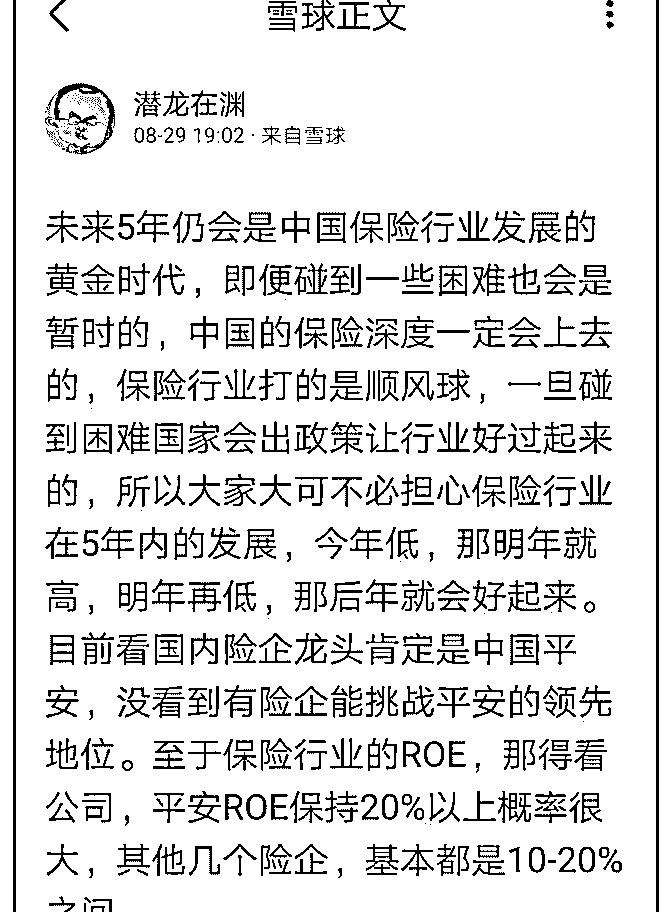 雪球正文
潜龙在渊
08-29 19:02 · 来自雪球
未来5年仍会是中国保险行业发展的
黄金时代，即便碰到一些困难也会是
暂时的，中国的保险深度一定会上去
的，保险行业打的是顺风球，一旦碰
到困难国家会出政策让行业好过起来
的，所以大家大可不必担心保险行业
在5年内的发展，今年低，那明年就
高，明年再低，那后年就会好起来。
目前看国内险企龙头肯定是中国平
安，没看到有险企能挑战平安的领先
地位。至于保险行业的ROE，那得看
公司，平安ROE保持20%以上概率很
大，其他几个险企，基本都是10-20%
之间